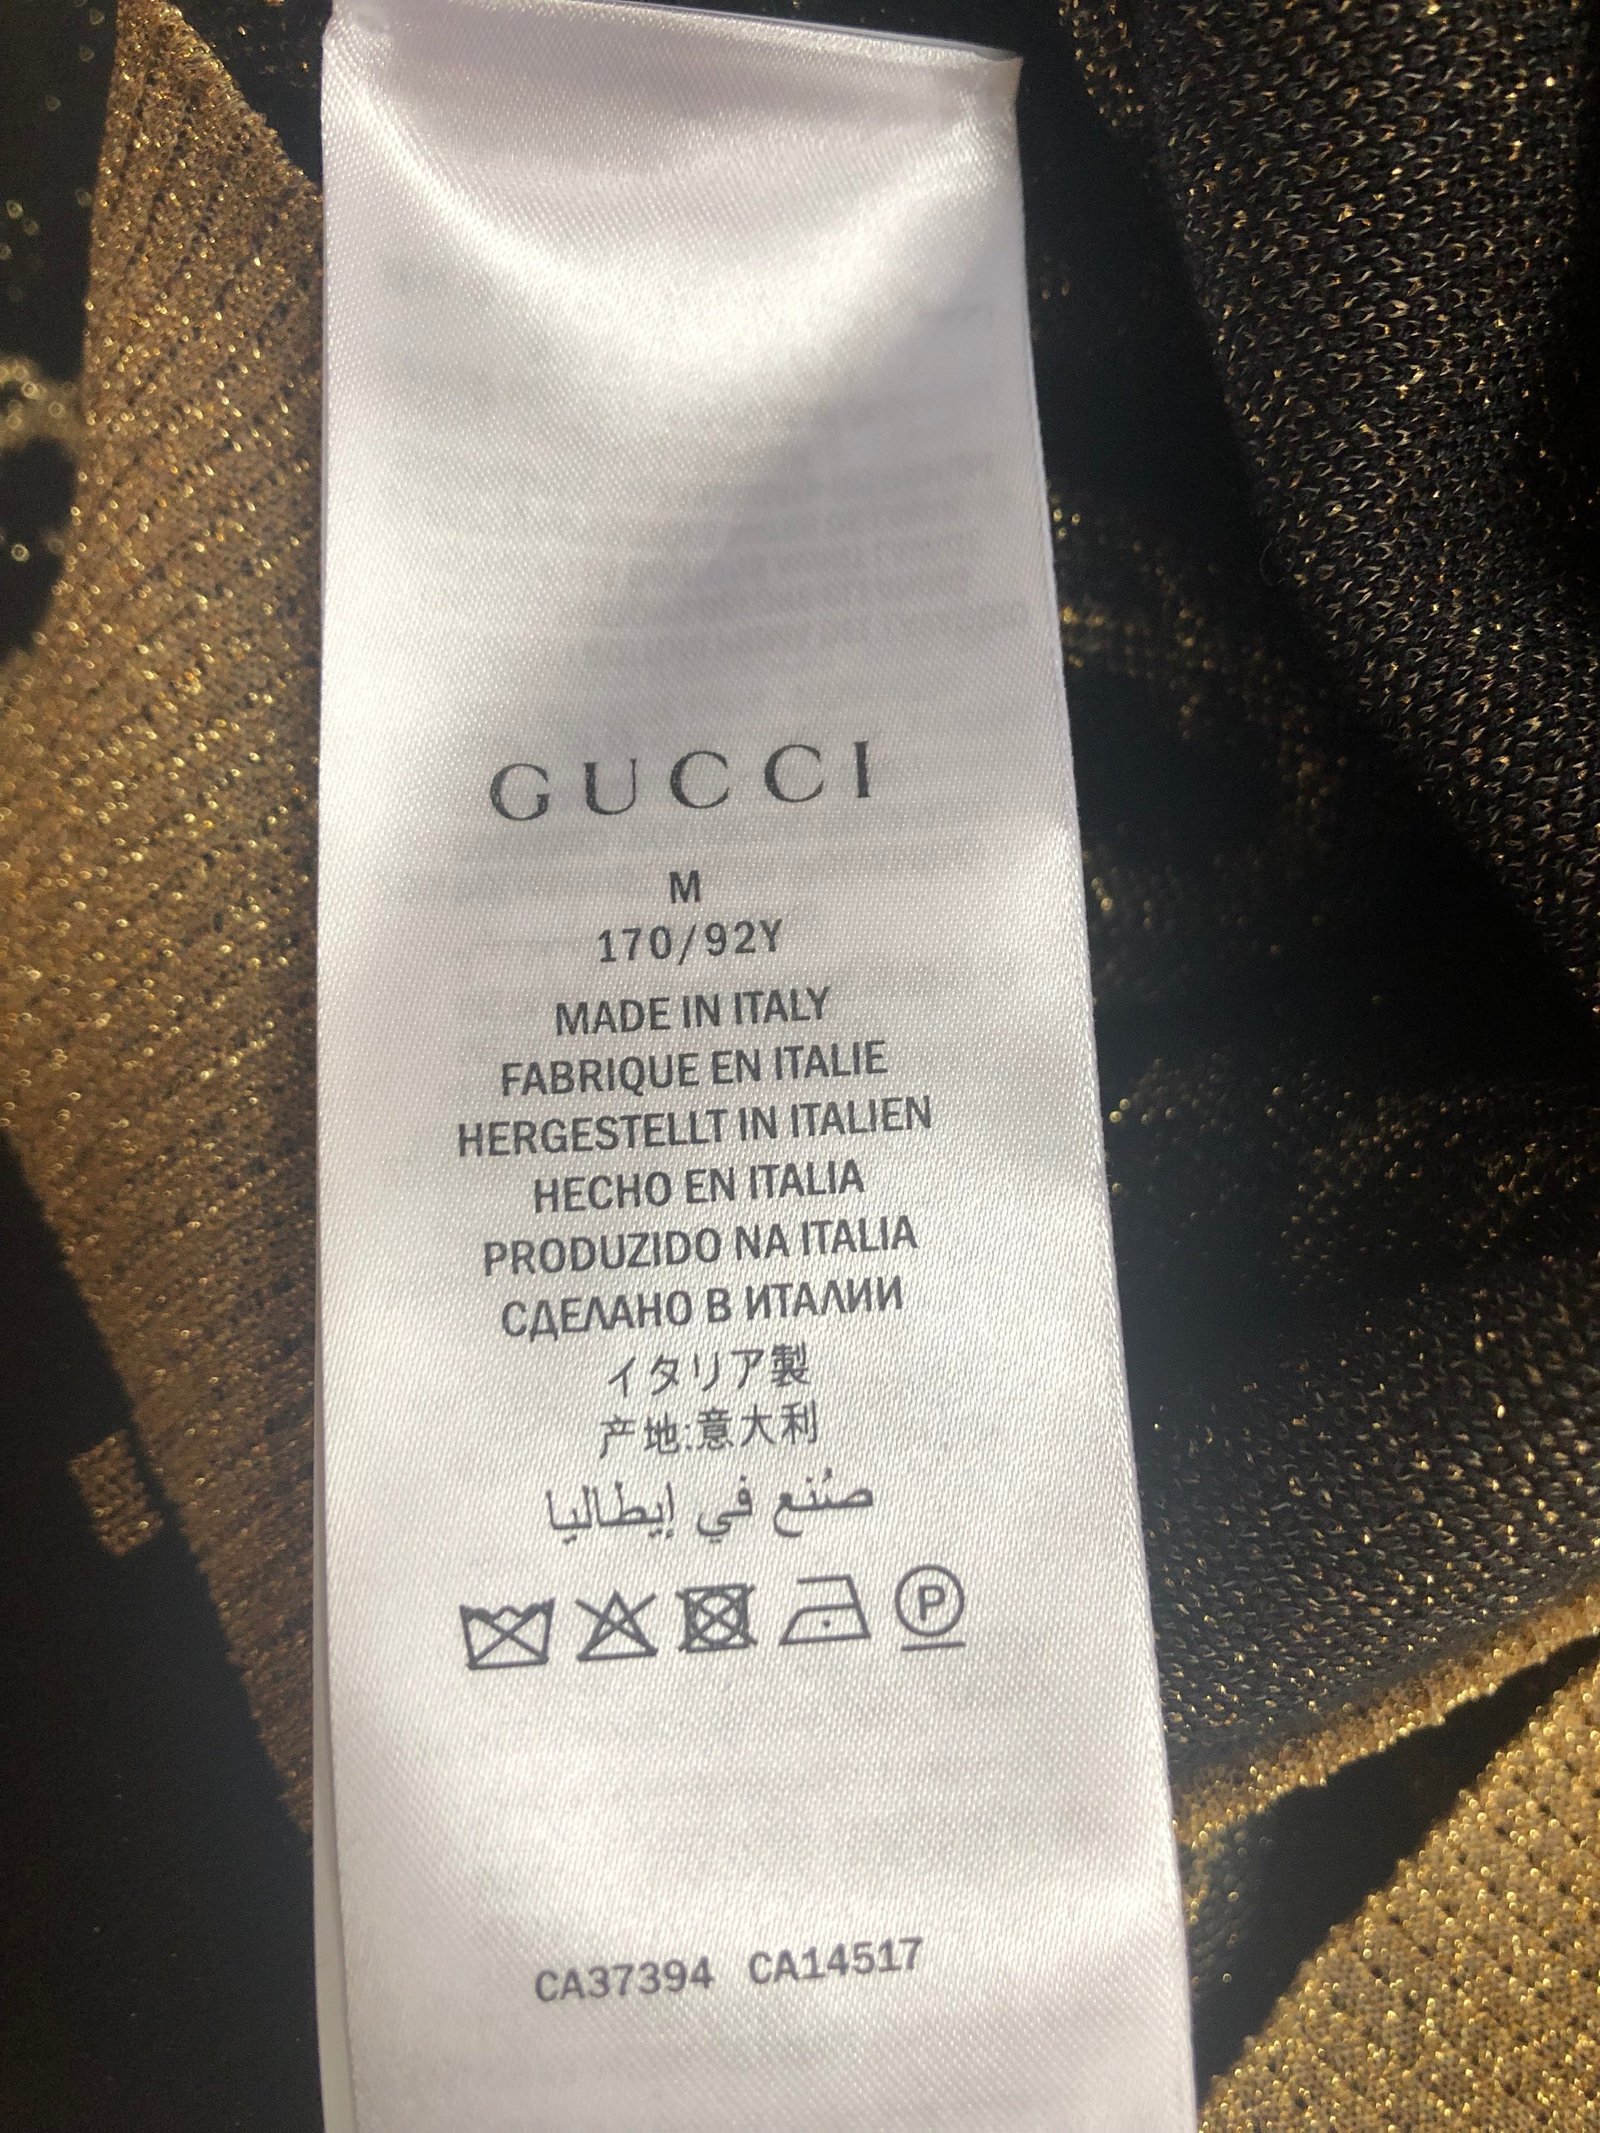 GUCCI
M
170/92Y
MADE IN ITALY
FABRIQUE EN ITALIE
HERGESTELLT IN ITALIEN
HECHO EN ITALIA
PRODUZIDO NA ITALIA
СДЕЛАНО В ИТАЛИИ
イタリア製
产地:意大利
صُنع في إيطاليا
P
CA37394 CA14517